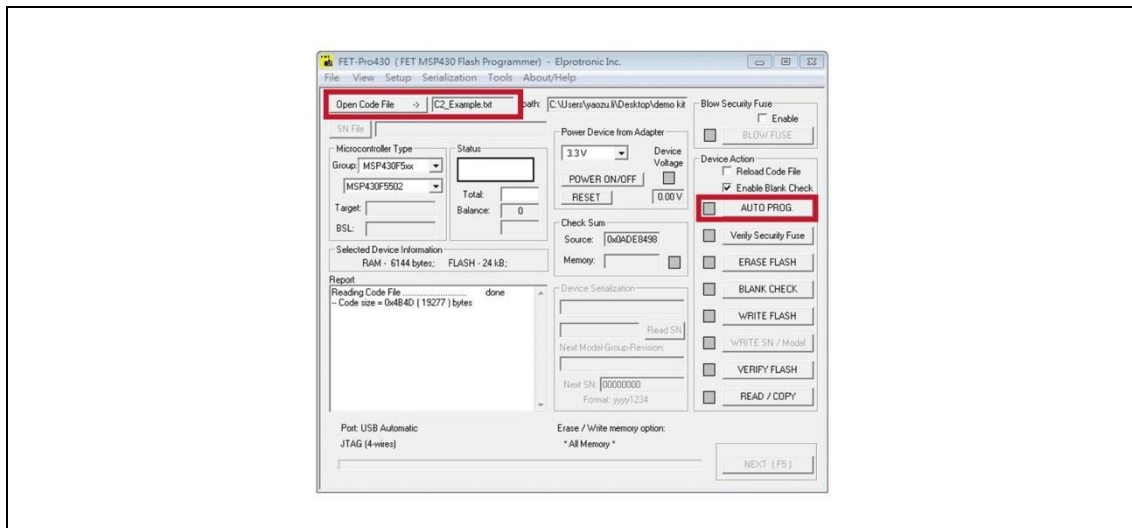 FET-Pro430 (FET MSP430 Flash Programmer) - Elprotronic Inc.
File View Setup Serialization Tools About/Help
Open Code File -> C2_Example.txt path: C:\Users\yaozu.li\Desktop\demo kit
SN File
Microcontroller Type
Group: MSP430F5xx
MSP430F5502
Target:
BSL:
Status
Total:
Balance: 0
Selected Device Information
RAM - 6144 bytes; FLASH - 24 kB;
Report
Reading Code File ........................... done
-- Code size = 0x4B4D ( 19277 ) bytes
Power Device from Adapter
3.3 V
Device
Voltage
POWER ON/OFF
RESET 0.00 V
Check Sum
Source: 0x0ADE8498
Memory:
Device Serialization
Read SN
Next Model-Group-Revision:
Next SN: 00000000
Format: yyyy1234
Blow Security Fuse
Enable
BLOW FUSE
Device Action
Reload Code File
Enable Blank Check
AUTO PROG.
Verify Security Fuse
ERASE FLASH
BLANK CHECK
WRITE FLASH
WRITE SN / Model
VERIFY FLASH
READ / COPY
Port: USB Automatic
JTAG (4-wires)
Erase / Write memory option:
* All Memory *
NEXT (F5)